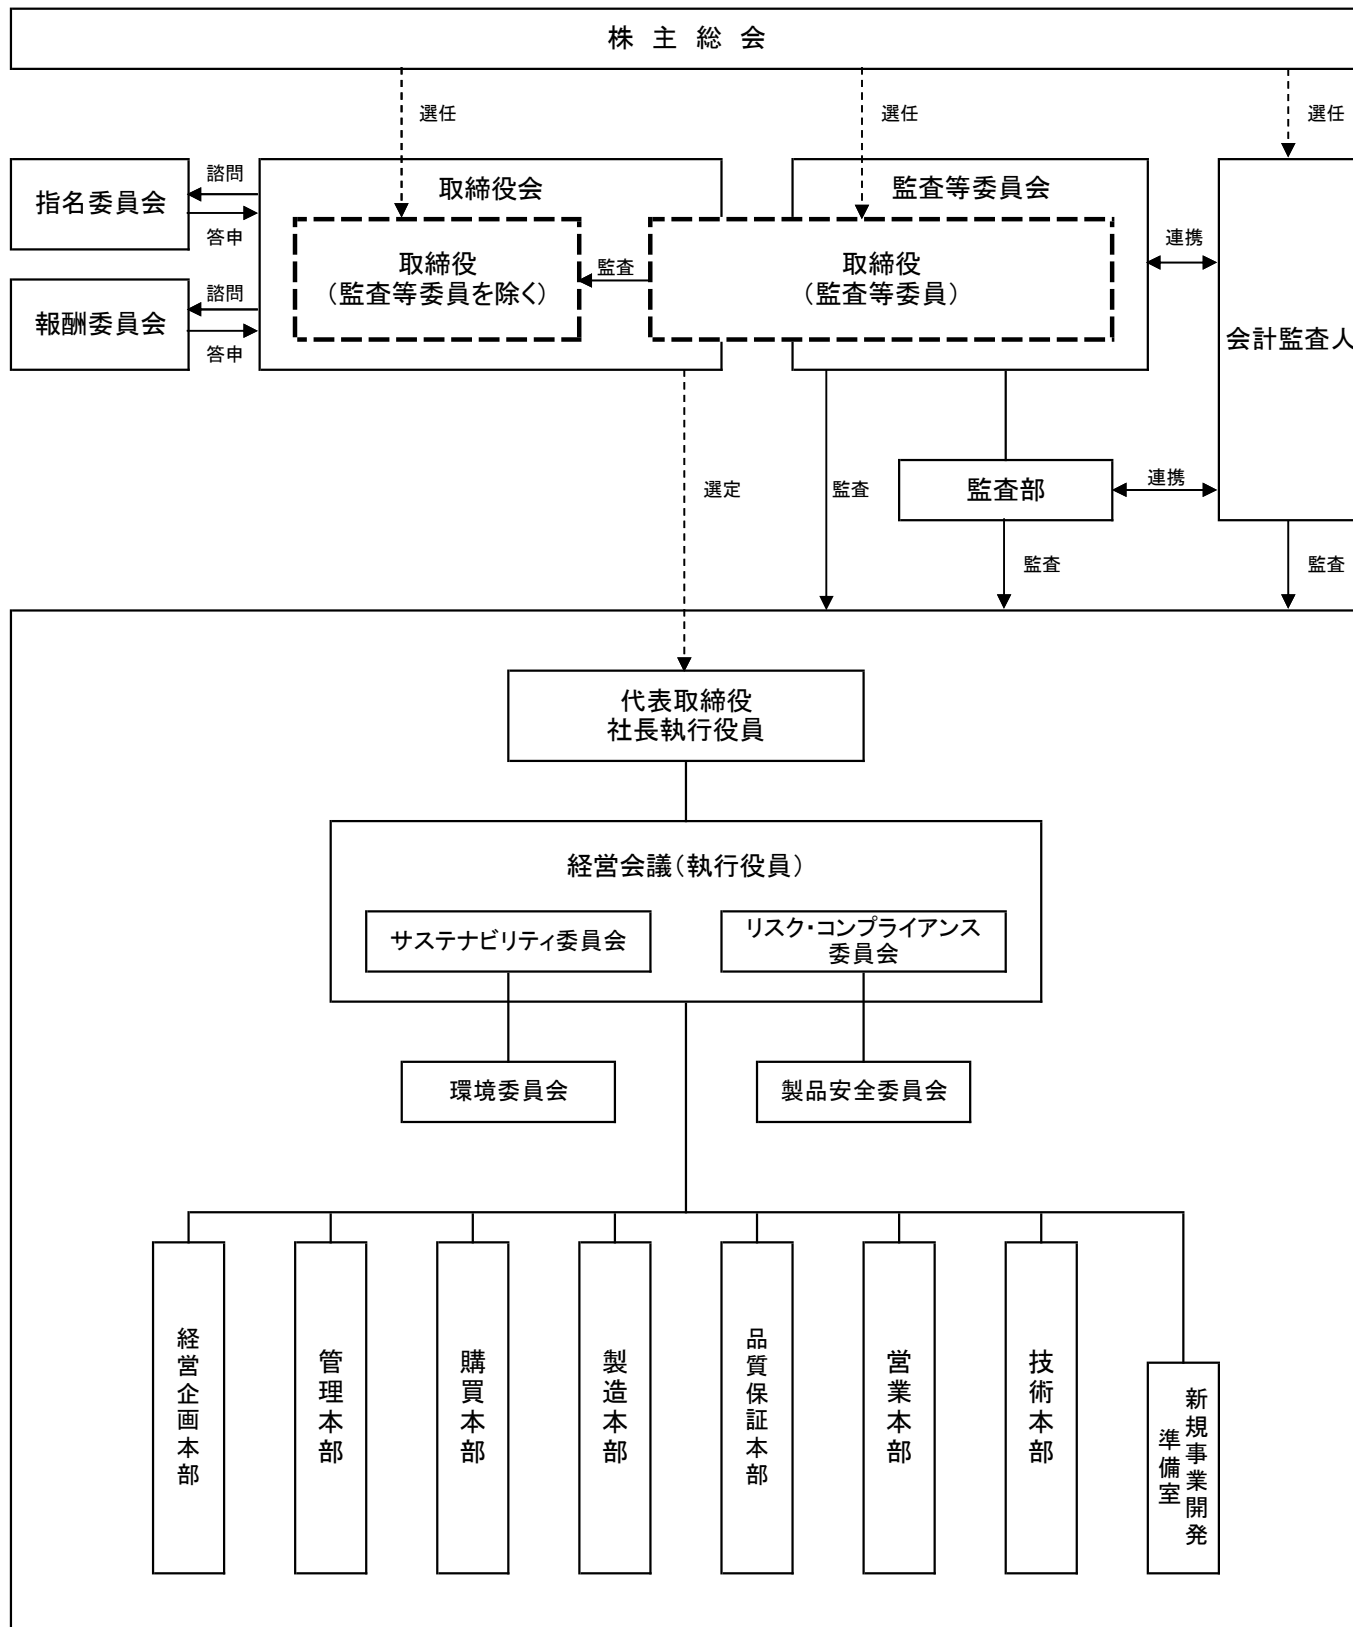 株 主 総 会
選任
選任
選任
指名委員会
諮問
答申
報酬委員会
諮問
答申
取締役会
取締役
（監査等委員を除く）
監査
監査等委員会
取締役
（監査等委員）
連携
会計監査人
選定
監査
監査部
連携
監査
監査
代表取締役
社長執行役員
経営会議（執行役員）
サステナビリティ委員会
リスク・コンプライアンス
委員会
環境委員会
製品安全委員会
経営企画本部
管理本部
購買本部
製造本部
品質保証本部
営業本部
技術本部
新規事業開発
準備室